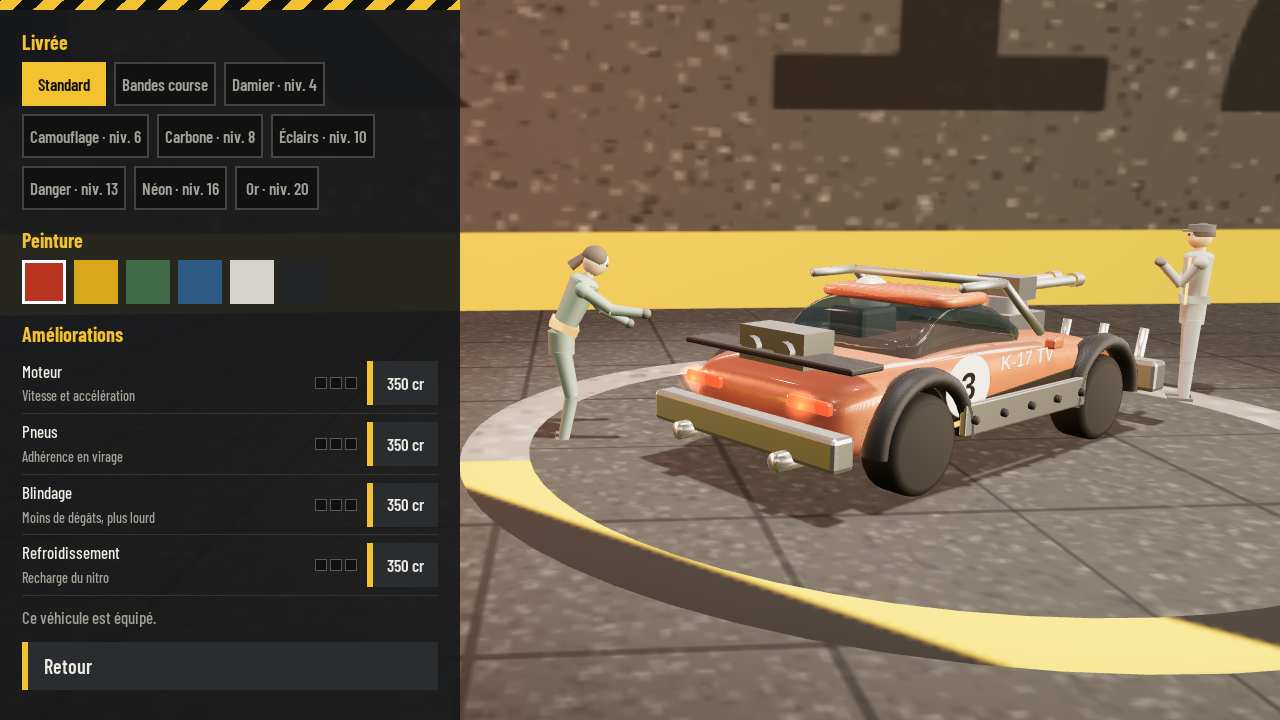 Livrée
Standard
Bandes course
Damier · niv. 4
Camouflage · niv. 6
Carbone · niv. 8
Éclairs · niv. 10
Danger · niv. 13
Néon · niv. 16
Or · niv. 20
Peinture
Améliorations
Moteur
Vitesse et accélération
350 cr
Pneus
Adhérence en virage
350 cr
Blindage
Moins de dégâts, plus lourd
350 cr
Refroidissement
Recharge du nitro
350 cr
Ce véhicule est équipé.
Retour
K-17 TV
3